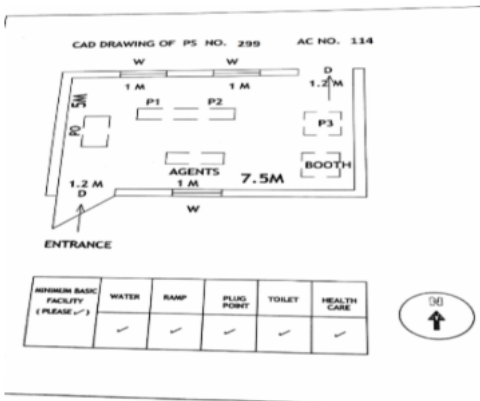 CAD DRAWING OF PS NO. 299 AC NO. 114
W W D
1 M 1 M 1.2 M
5M
P1 P2
PO
P3
AGENTS BOOTH
1.2 M 1 M 7.5M
D
W
ENTRANCE
MINIMUM BASIC FACILITY (PLEASE ✓) WATER RAMP PLUG POINT TOILET HEALTH CARE
✓ ✓ ✓ ✓ ✓
N